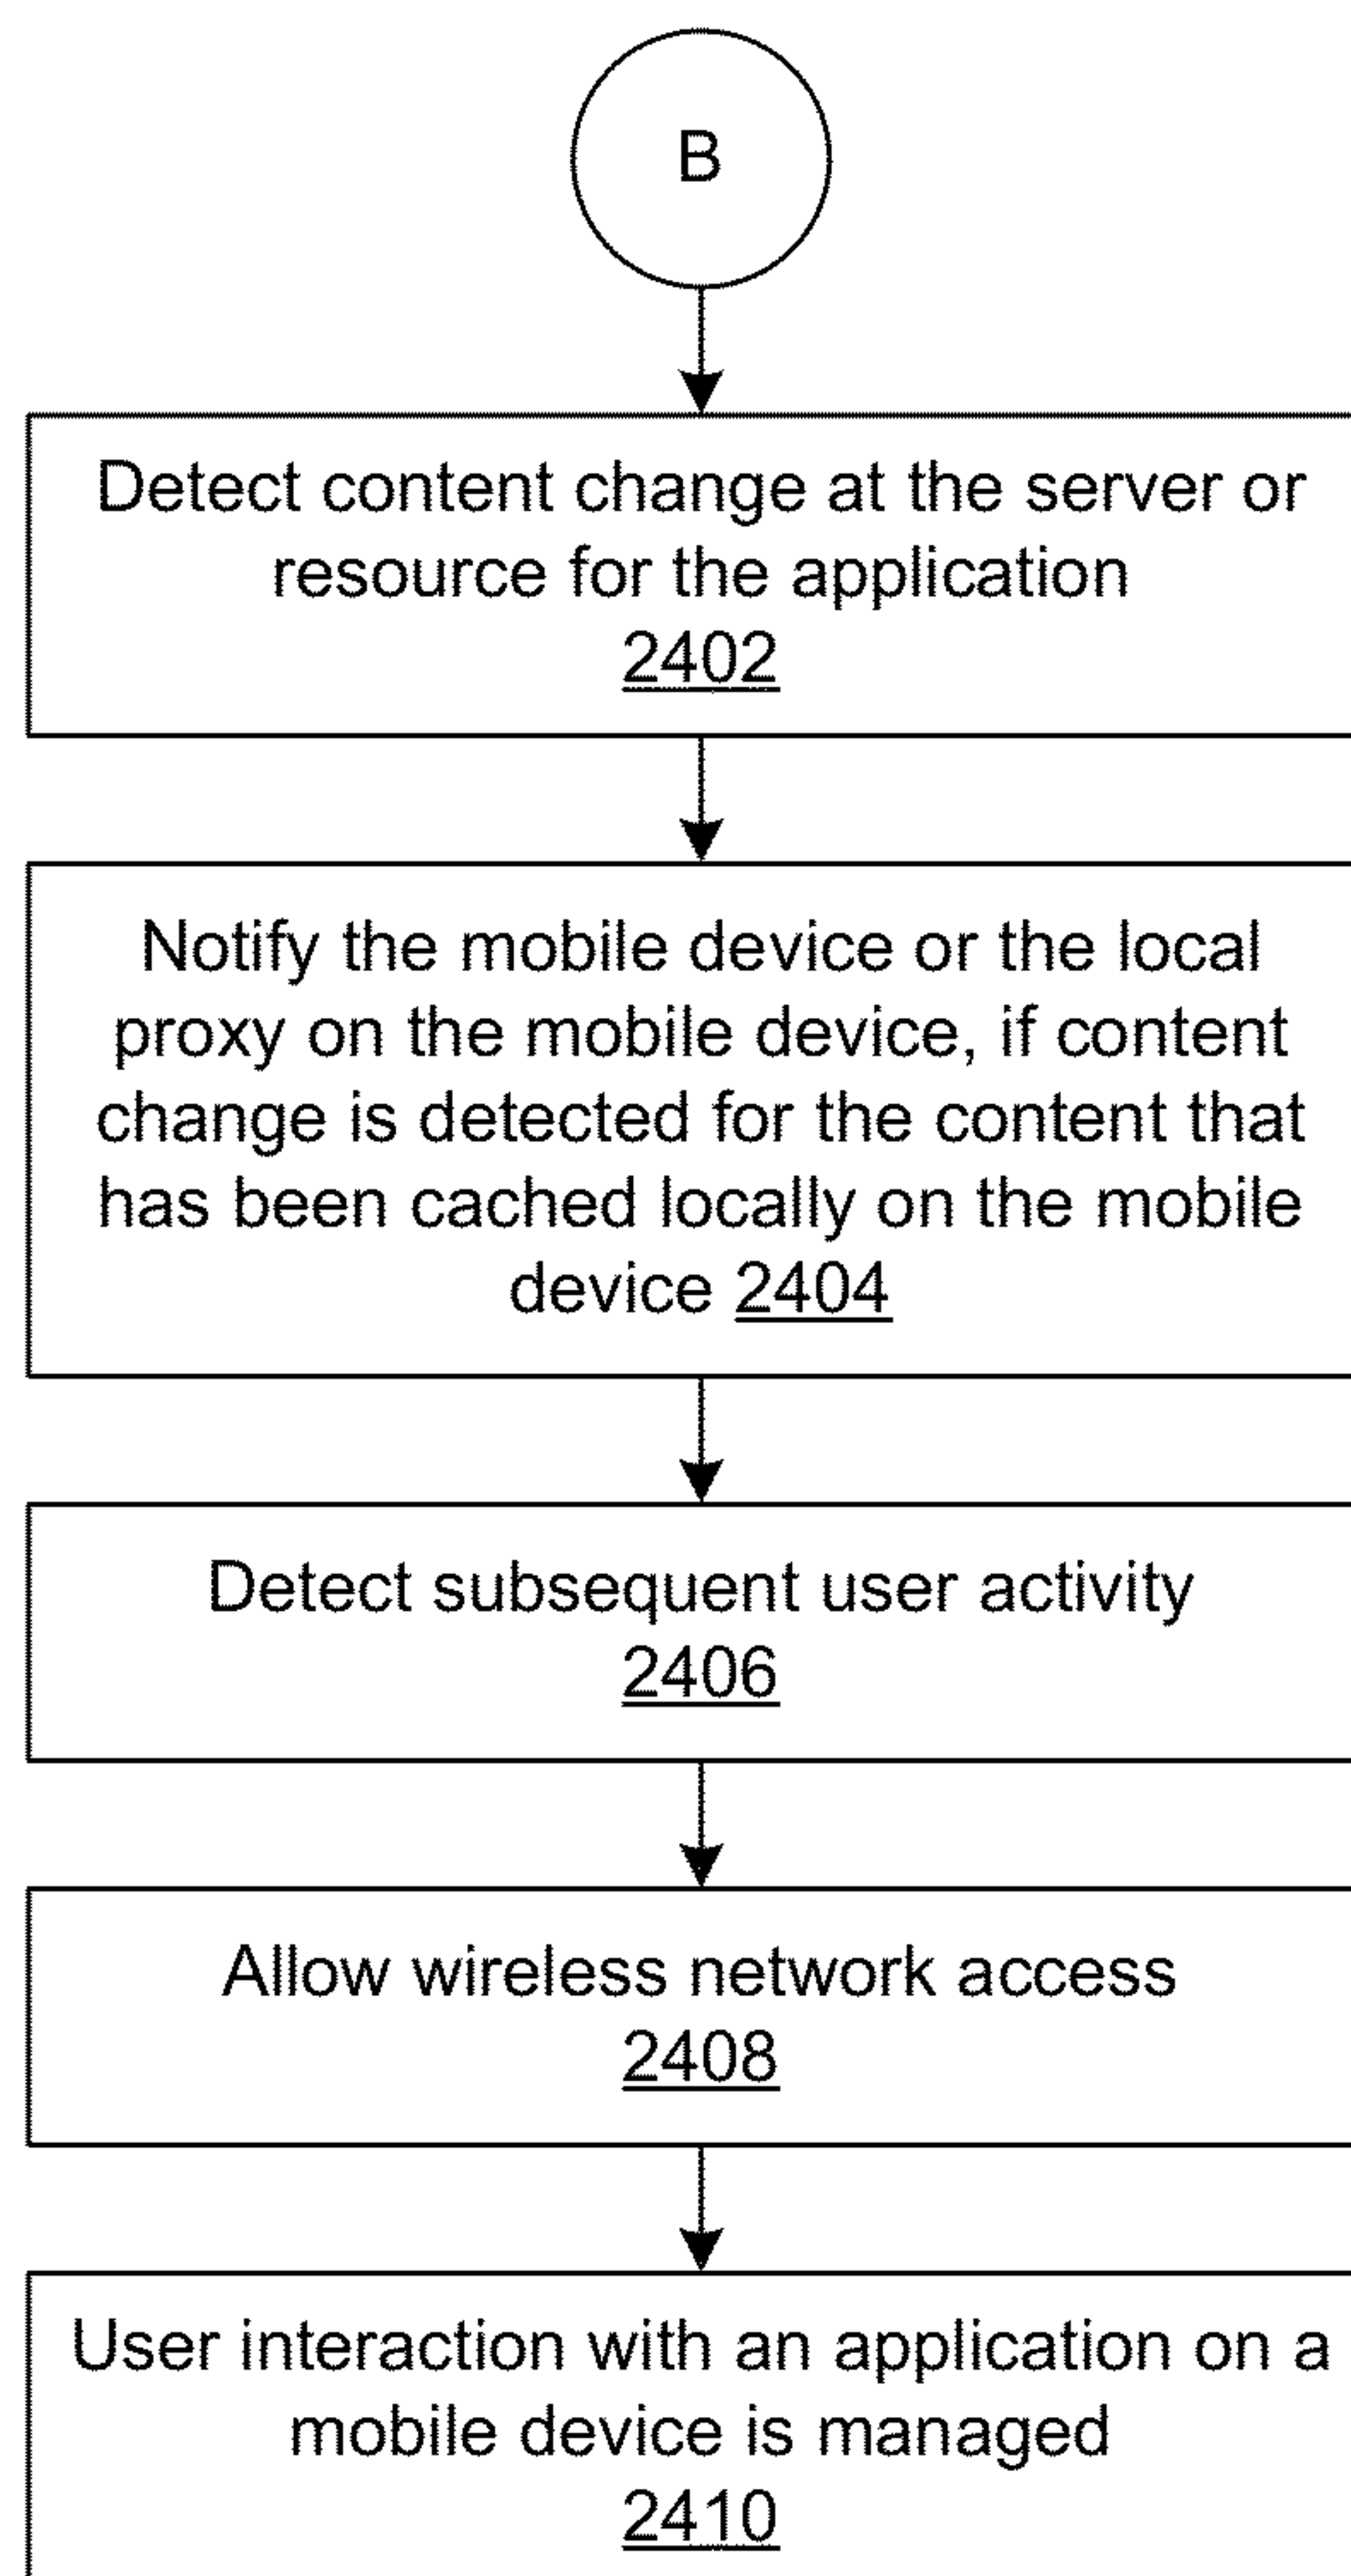 B
Detect content change at the server or
resource for the application
2402
Notify the mobile device or the local
proxy on the mobile device, if content
change is detected for the content that
has been cached locally on the mobile
device 2404
Detect subsequent user activity
2406
Allow wireless network access
2408
User interaction with an application on a
mobile device is managed
2410